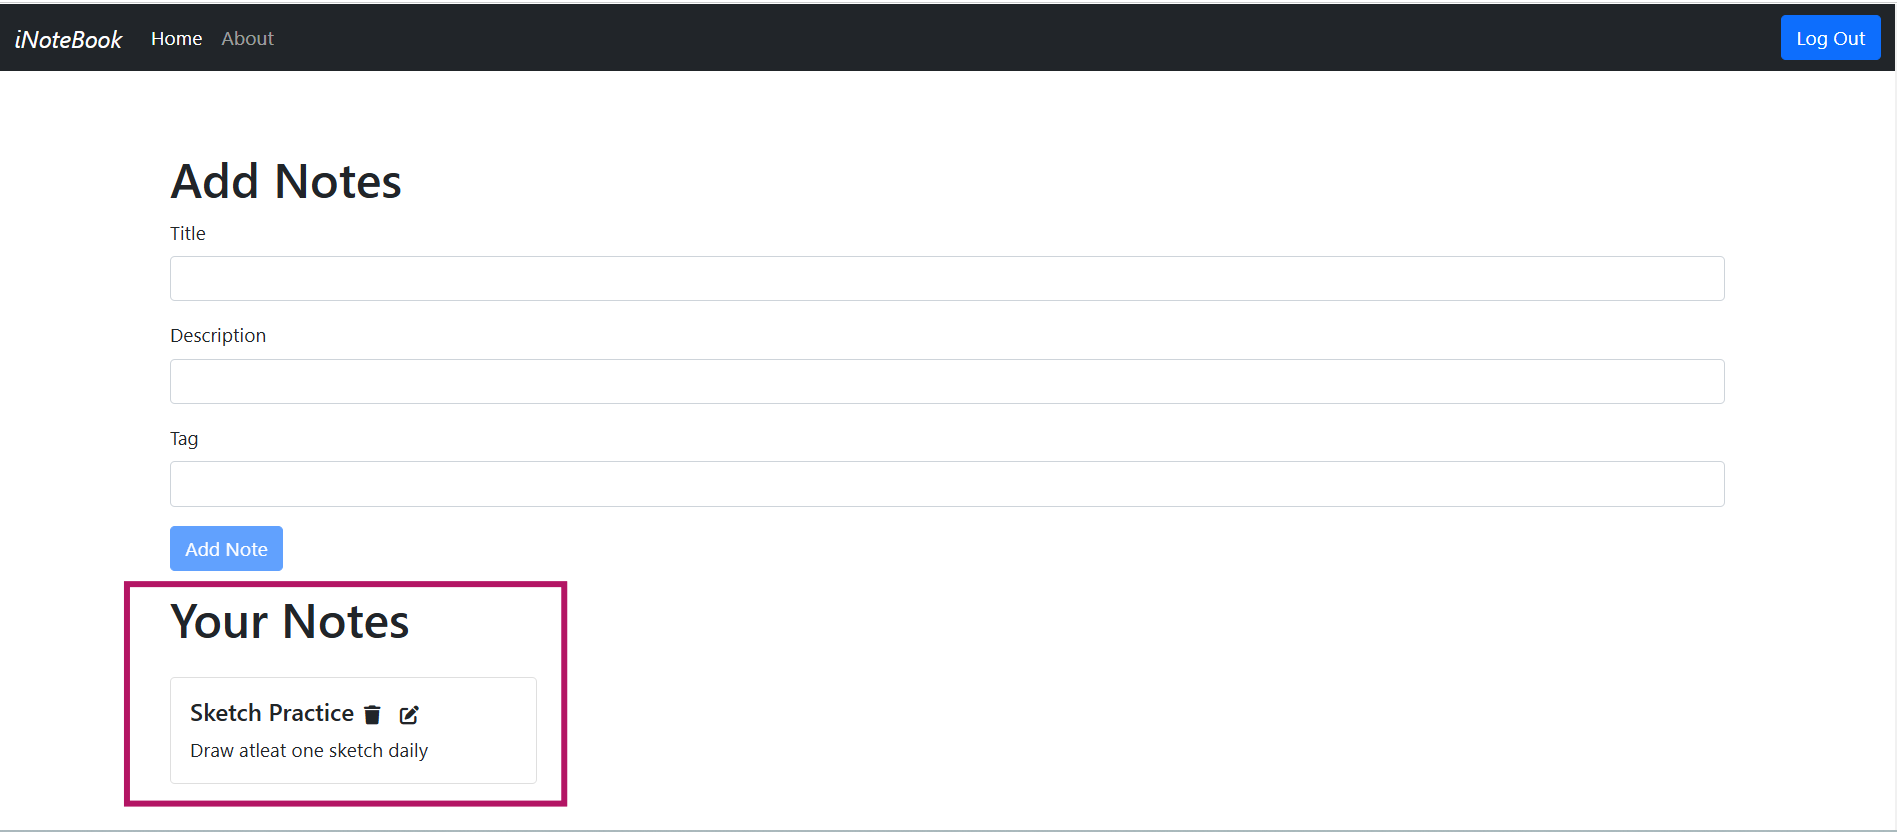 iNoteBook Home About Log Out
Add Notes
Title
Description
Tag
Add Note
Your Notes
Sketch Practice
Draw atleat one sketch daily